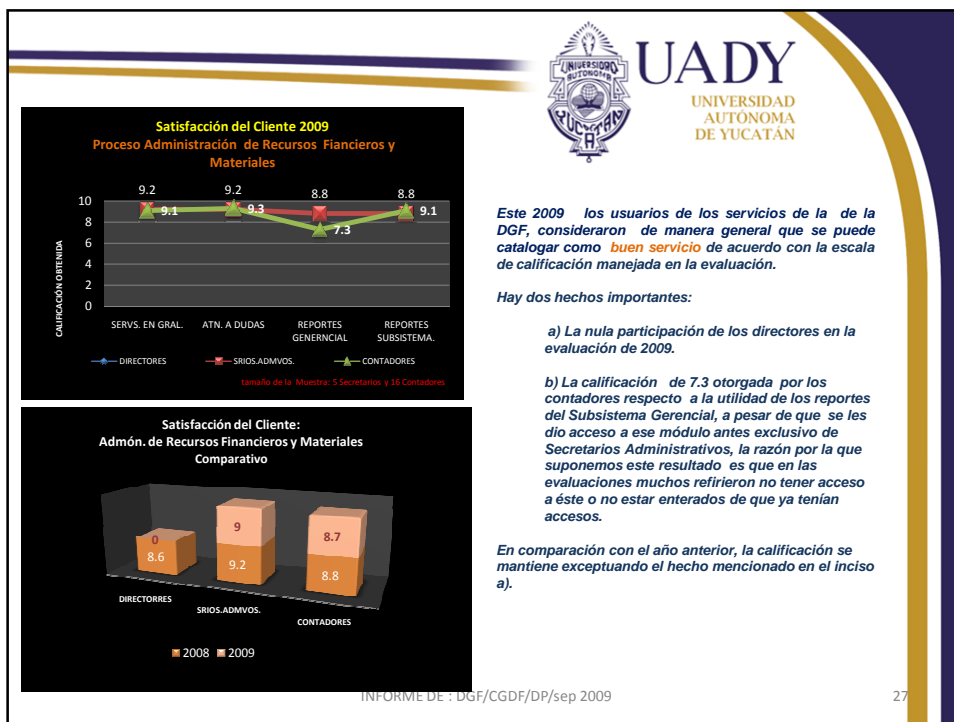 UNIVERSIDAD
AUTONOMA
YUCATÁN
UADY
UNIVERSIDAD
AUTÓNOMA
DE YUCATÁN
Satisfacción del Cliente 2009
Proceso Administración de Recursos Fiancieros y
Materiales
9.2 9.2 8.8 8.8
9.1 9.3 7.3 9.1
10
8
6
4
2
0
CALIFICACIÓN OBTENIDA
SERVS. EN GRAL. ATN. A DUDAS REPORTES GENERNCIAL REPORTES SUBSISTEMA.
DIRECTORES SRIOS.ADMVOS. CONTADORES
tamaño de la Muestra: 5 Secretarios y 16 Contadores
Satisfacción del Cliente:
Admón. de Recursos Financieros y Materiales
Comparativo
0 9 8.7
8.6 9.2 8.8
DIRECTORRES
SRIOS.ADMVOS.
CONTADORES
2008 2009
Este 2009 los usuarios de los servicios de la de la
DGF, consideraron de manera general que se puede
catalogar como buen servicio de acuerdo con la escala
de calificación manejada en la evaluación.
Hay dos hechos importantes:
a) La nula participación de los directores en la
evaluación de 2009.
b) La calificación de 7.3 otorgada por los
contadores respecto a la utilidad de los reportes
del Subsistema Gerencial, a pesar de que se les
dio acceso a ese módulo antes exclusivo de
Secretarios Administrativos, la razón por la que
suponemos este resultado es que en las
evaluaciones muchos refirieron no tener acceso
a éste o no estar enterados de que ya tenían
accesos.
En comparación con el año anterior, la calificación se
mantiene exceptuando el hecho mencionado en el inciso
a).
INFORME DE : DGF/CGDF/DP/sep 2009
27